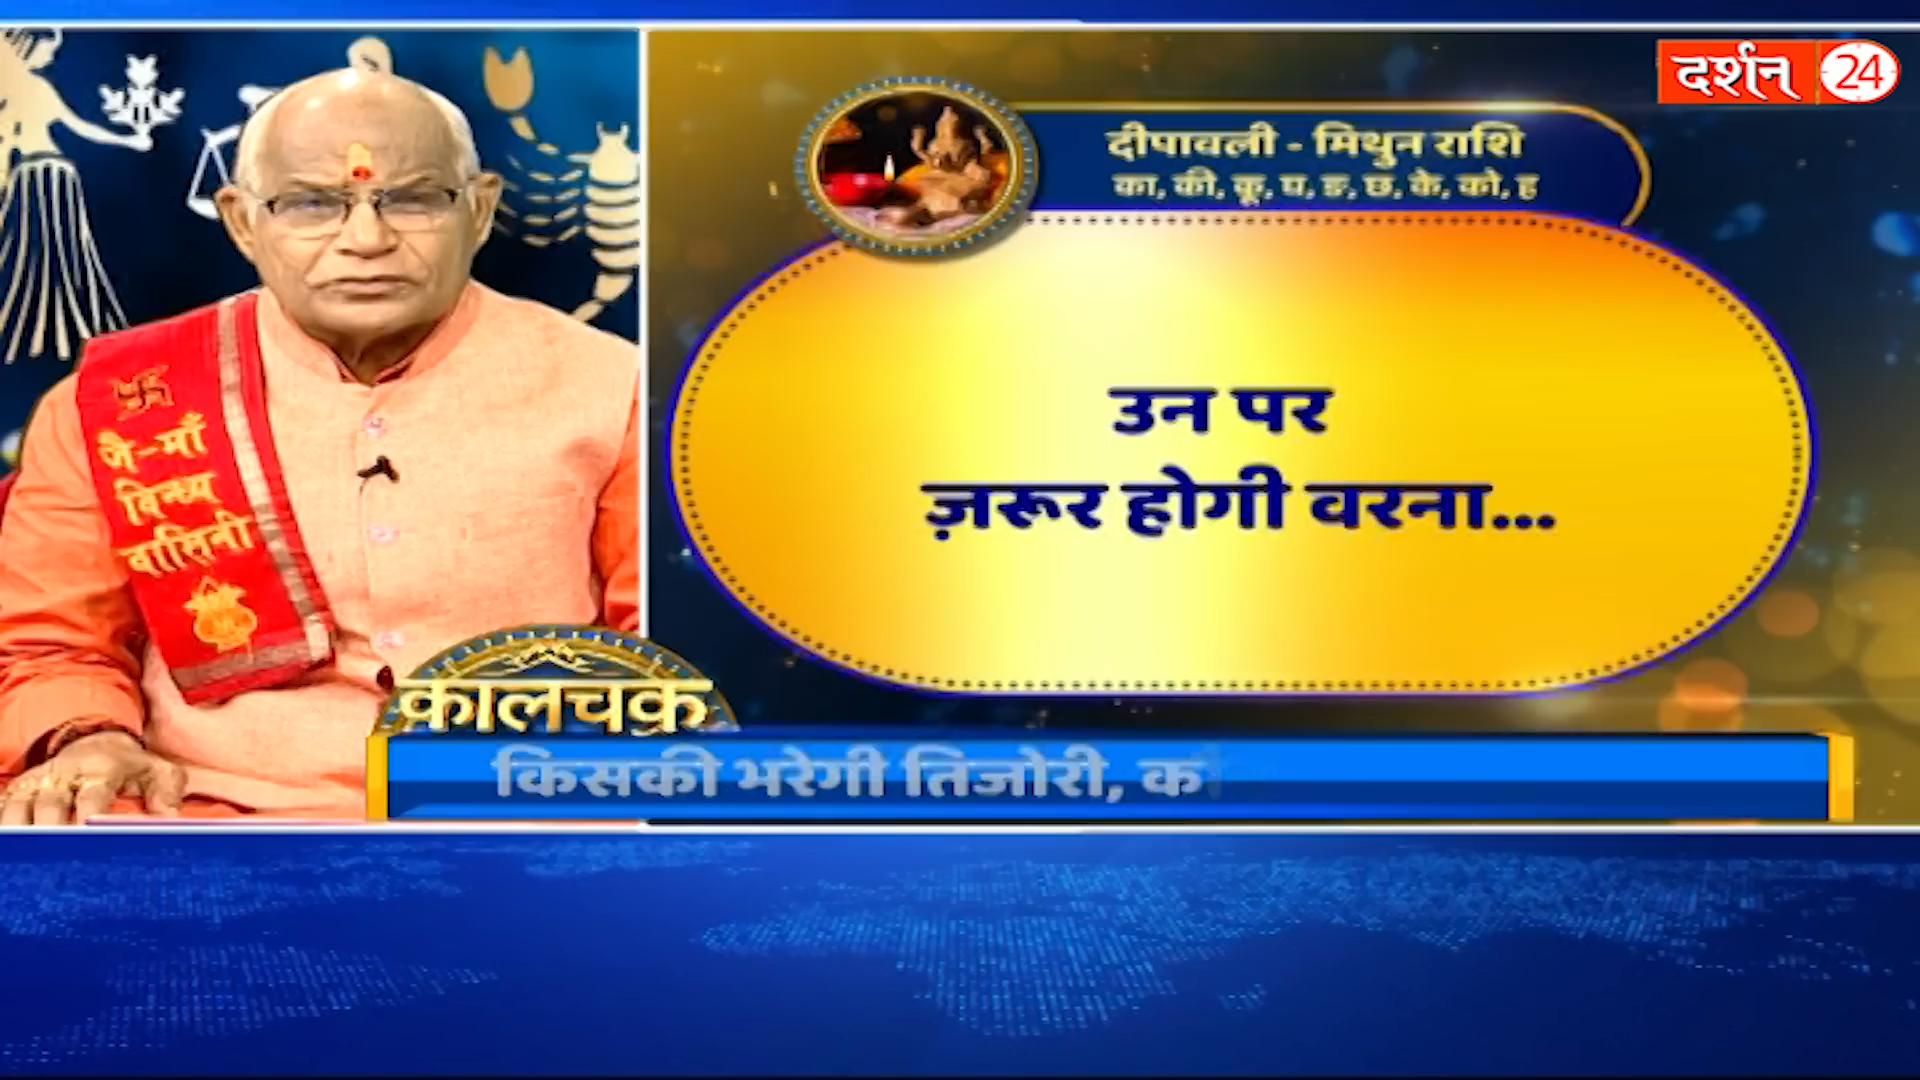 दर्शन 24
दीपावली - मिथुन राशि
का, की, कू, घ, ङ, छ, के, को, ह
उन पर
ज़रूर होगी वरना...
जै-माँ
विन्ध्य
वासिनी
कालचक्र
किसकी भरेगी तिजोरी,